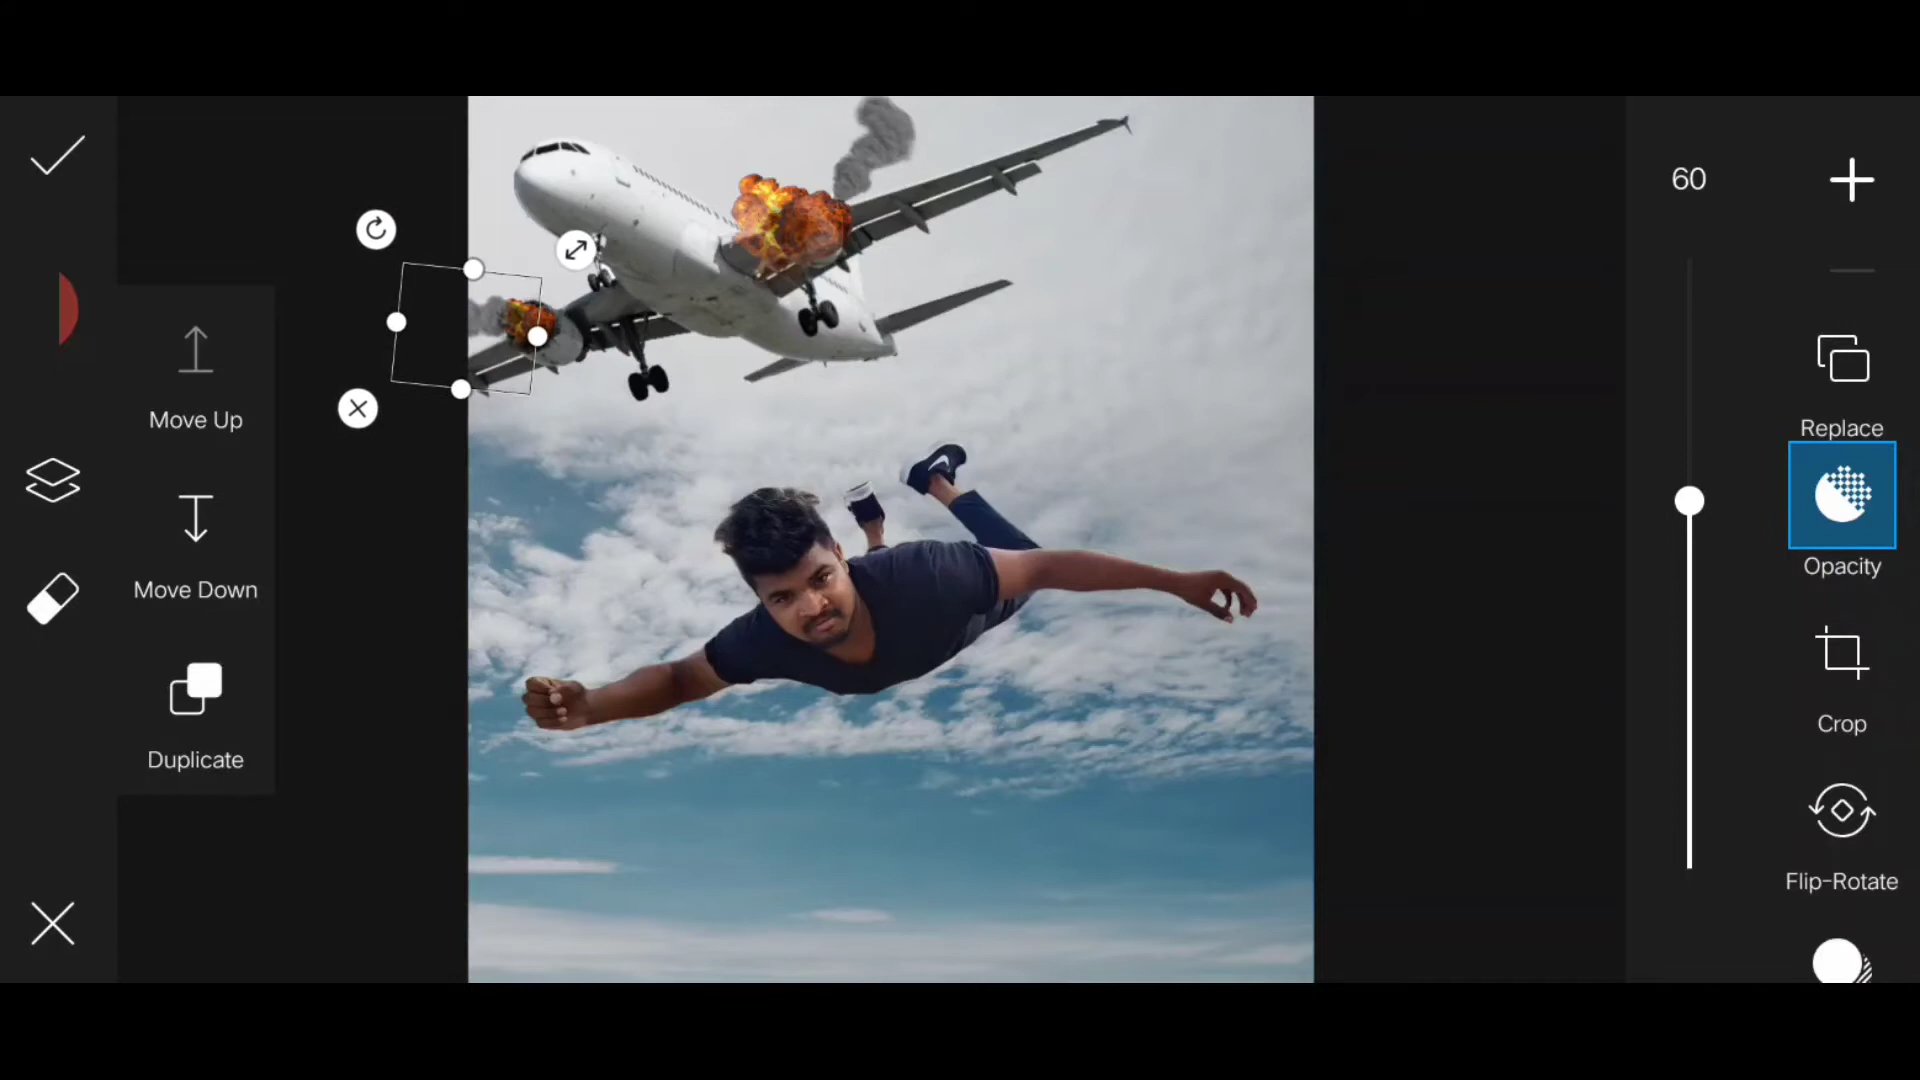 60
Move Up
Move Down
Duplicate
Replace
Opacity
Crop
Flip-Rotate